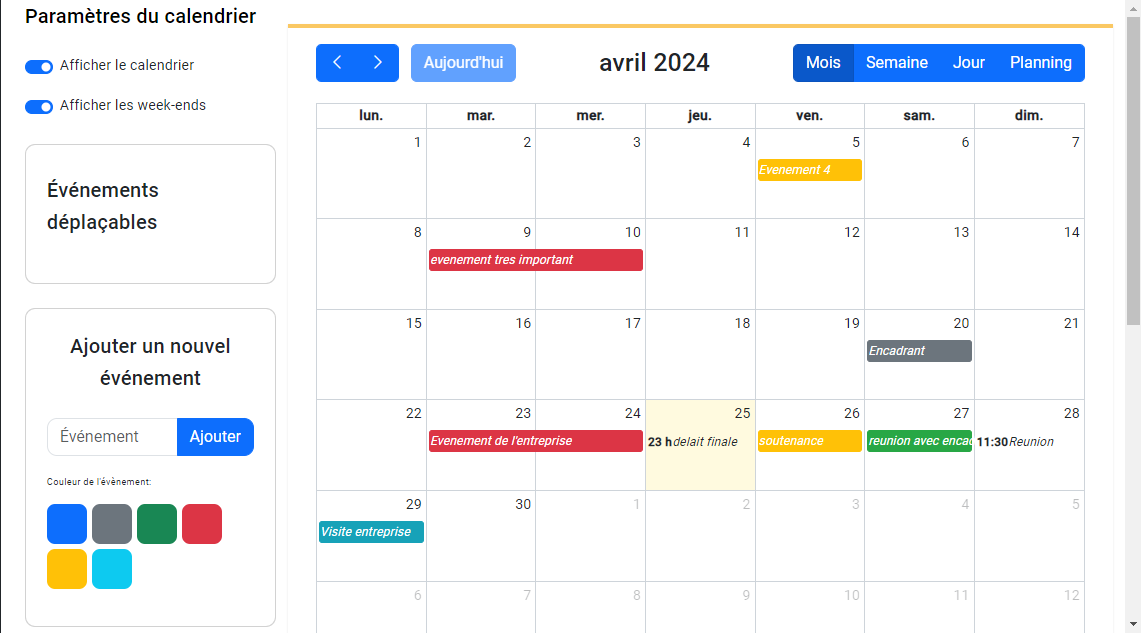 Paramètres du calendrier
Afficher le calendrier
Afficher les week-ends
Événements
déplaçables
Ajouter un nouvel
événement
Événement
Ajouter
Couleur de l'évènement:
Aujourd'hui
avril 2024
Mois Semaine Jour Planning
lun. mar. mer. jeu. ven. sam. dim.
1 2 3 4 5 6 7
Evenement 4
8 9 10 11 12 13 14
evenement tres important
15 16 17 18 19 20 21
Encadrant
22 23 24 25 26 27 28
Evenement de l'entreprise 23 h delait finale soutenance reunion avec encad 11:30 Reunion
29 30 1 2 3 4 5
Visite entreprise
6 7 8 9 10 11 12